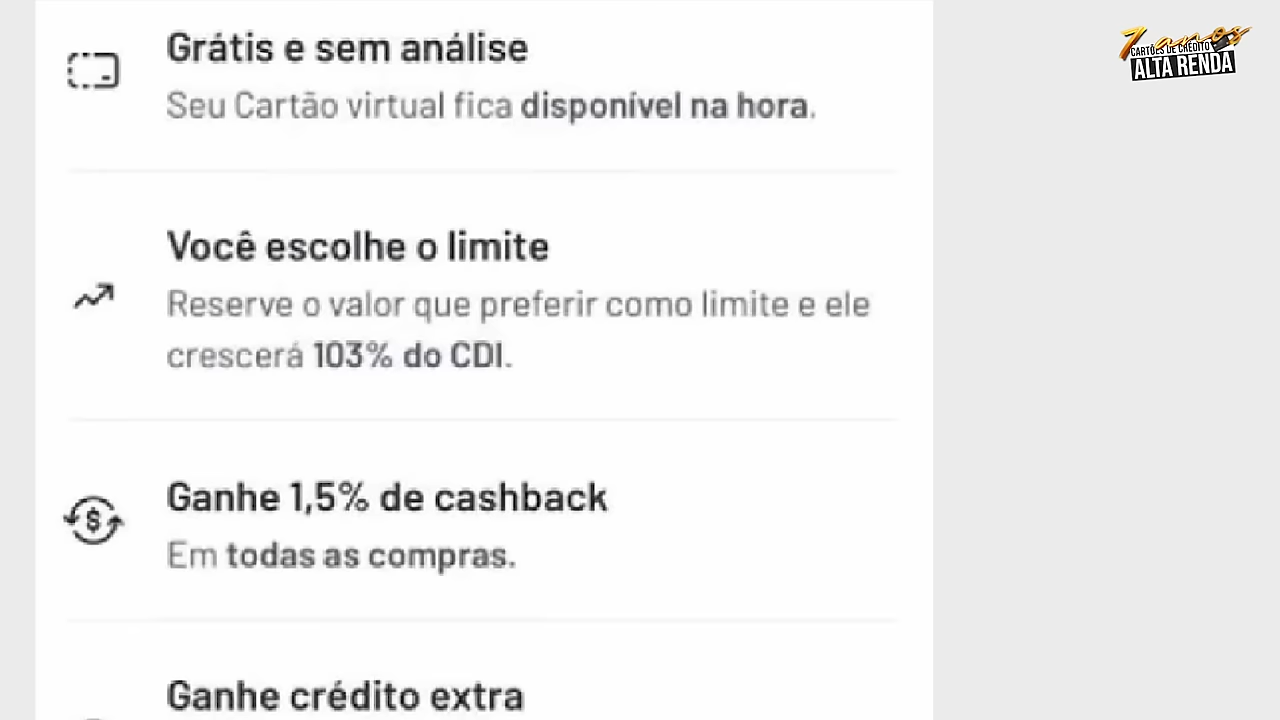 Grátis e sem análise
Seu Cartão virtual fica disponível na hora.
Você escolhe o limite
Reserve o valor que preferir como limite e ele
crescerá 103% do CDI.
Ganhe 1,5% de cashback
Em todas as compras.
Ganhe crédito extra
7 anos
CARTÕES DE CRÉDITO
ALTA RENDA